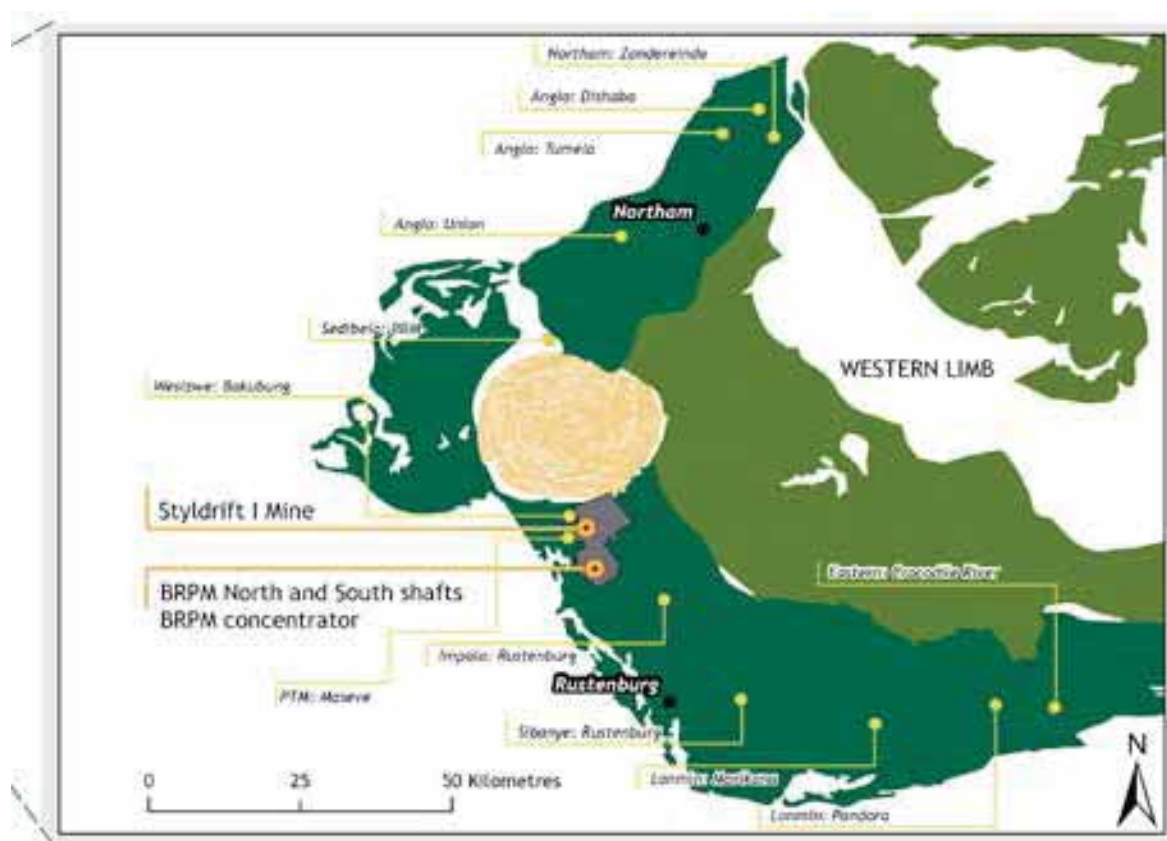 Northam: Zondereinde
Anglo: Dishaba
Anglo: Tumela
Northam
Anglo: Union
Sedibelo: PRM
WESTERN LIMB
Wesizwe: Bakubung
Styldrift I Mine
BRPM North and South shafts
BRPM concentrator
Eastern: Crocodile River
Impala: Rustenburg
PTM: Maseve
Rustenburg
Sibanye: Rustenburg
Lonmin: Marikana
Lonmin: Pandora
0 25 50 Kilometres
N